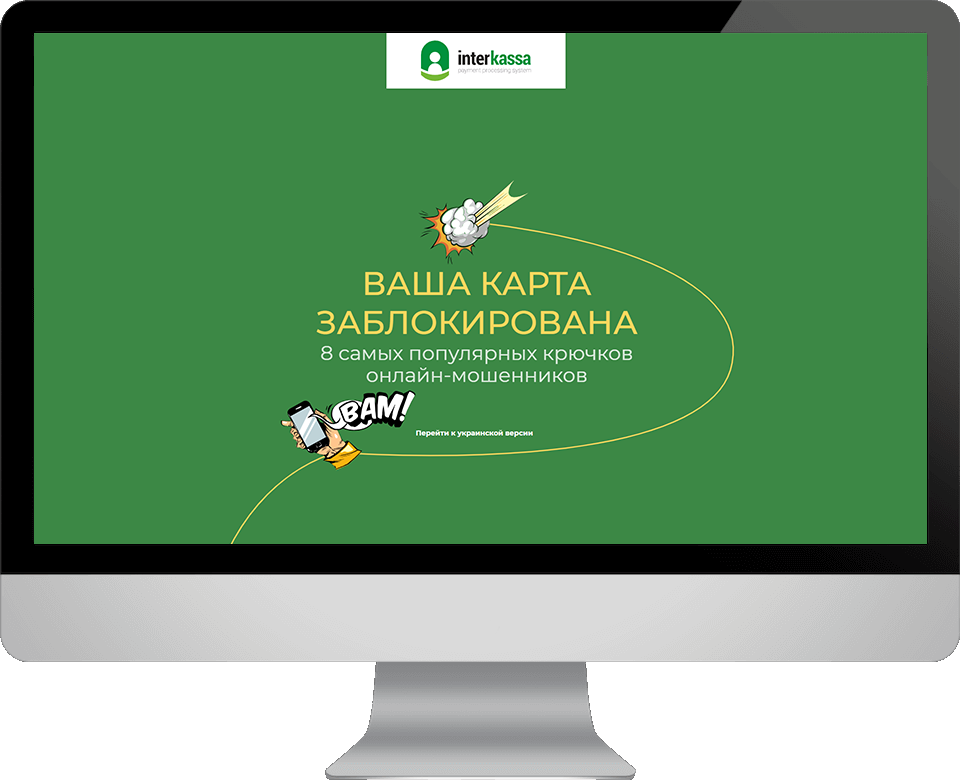 interkassa
payment processing system
ВАША КАРТА
ЗАБЛОКИРОВАНА
8 самых популярных крючков
онлайн-мошенников
BAM!
Перейти к украинской версии